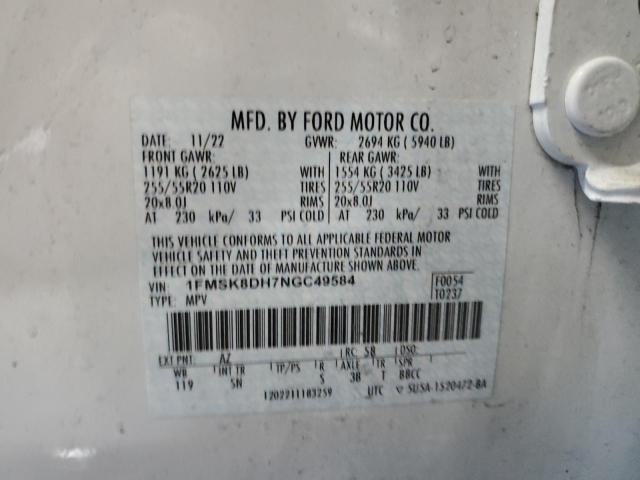 MFD. BY FORD MOTOR CO.
DATE: 11/22 GVWR: 2694 KG ( 5940 LB)
FRONT GAWR: REAR GAWR:
1191 KG ( 2625 LB) WITH 1554 KG ( 3425 LB) WITH
255/55R20 110V TIRES 255/55R20 110V TIRES
20x8.0J RIMS 20x8.0J RIMS
AT 230 kPa/ 33 PSI COLD AT 230 kPa/ 33 PSI COLD
THIS VEHICLE CONFORMS TO ALL APPLICABLE FEDERAL MOTOR
VEHICLE SAFETY AND THEFT PREVENTION STANDARDS IN
EFFECT ON THE DATE OF MANUFACTURE SHOWN ABOVE.
VIN: 1FMSK8DH7NGC49584 F0054
TYPE: MPV T0237
EXT PNT: AZ RC: 58 DSO:
WB INT TR TP/PS R AXLE TR SPR
119 5N S 3B T BBCC
1202211183259 UTC ▽ 5USA-1520472-BA